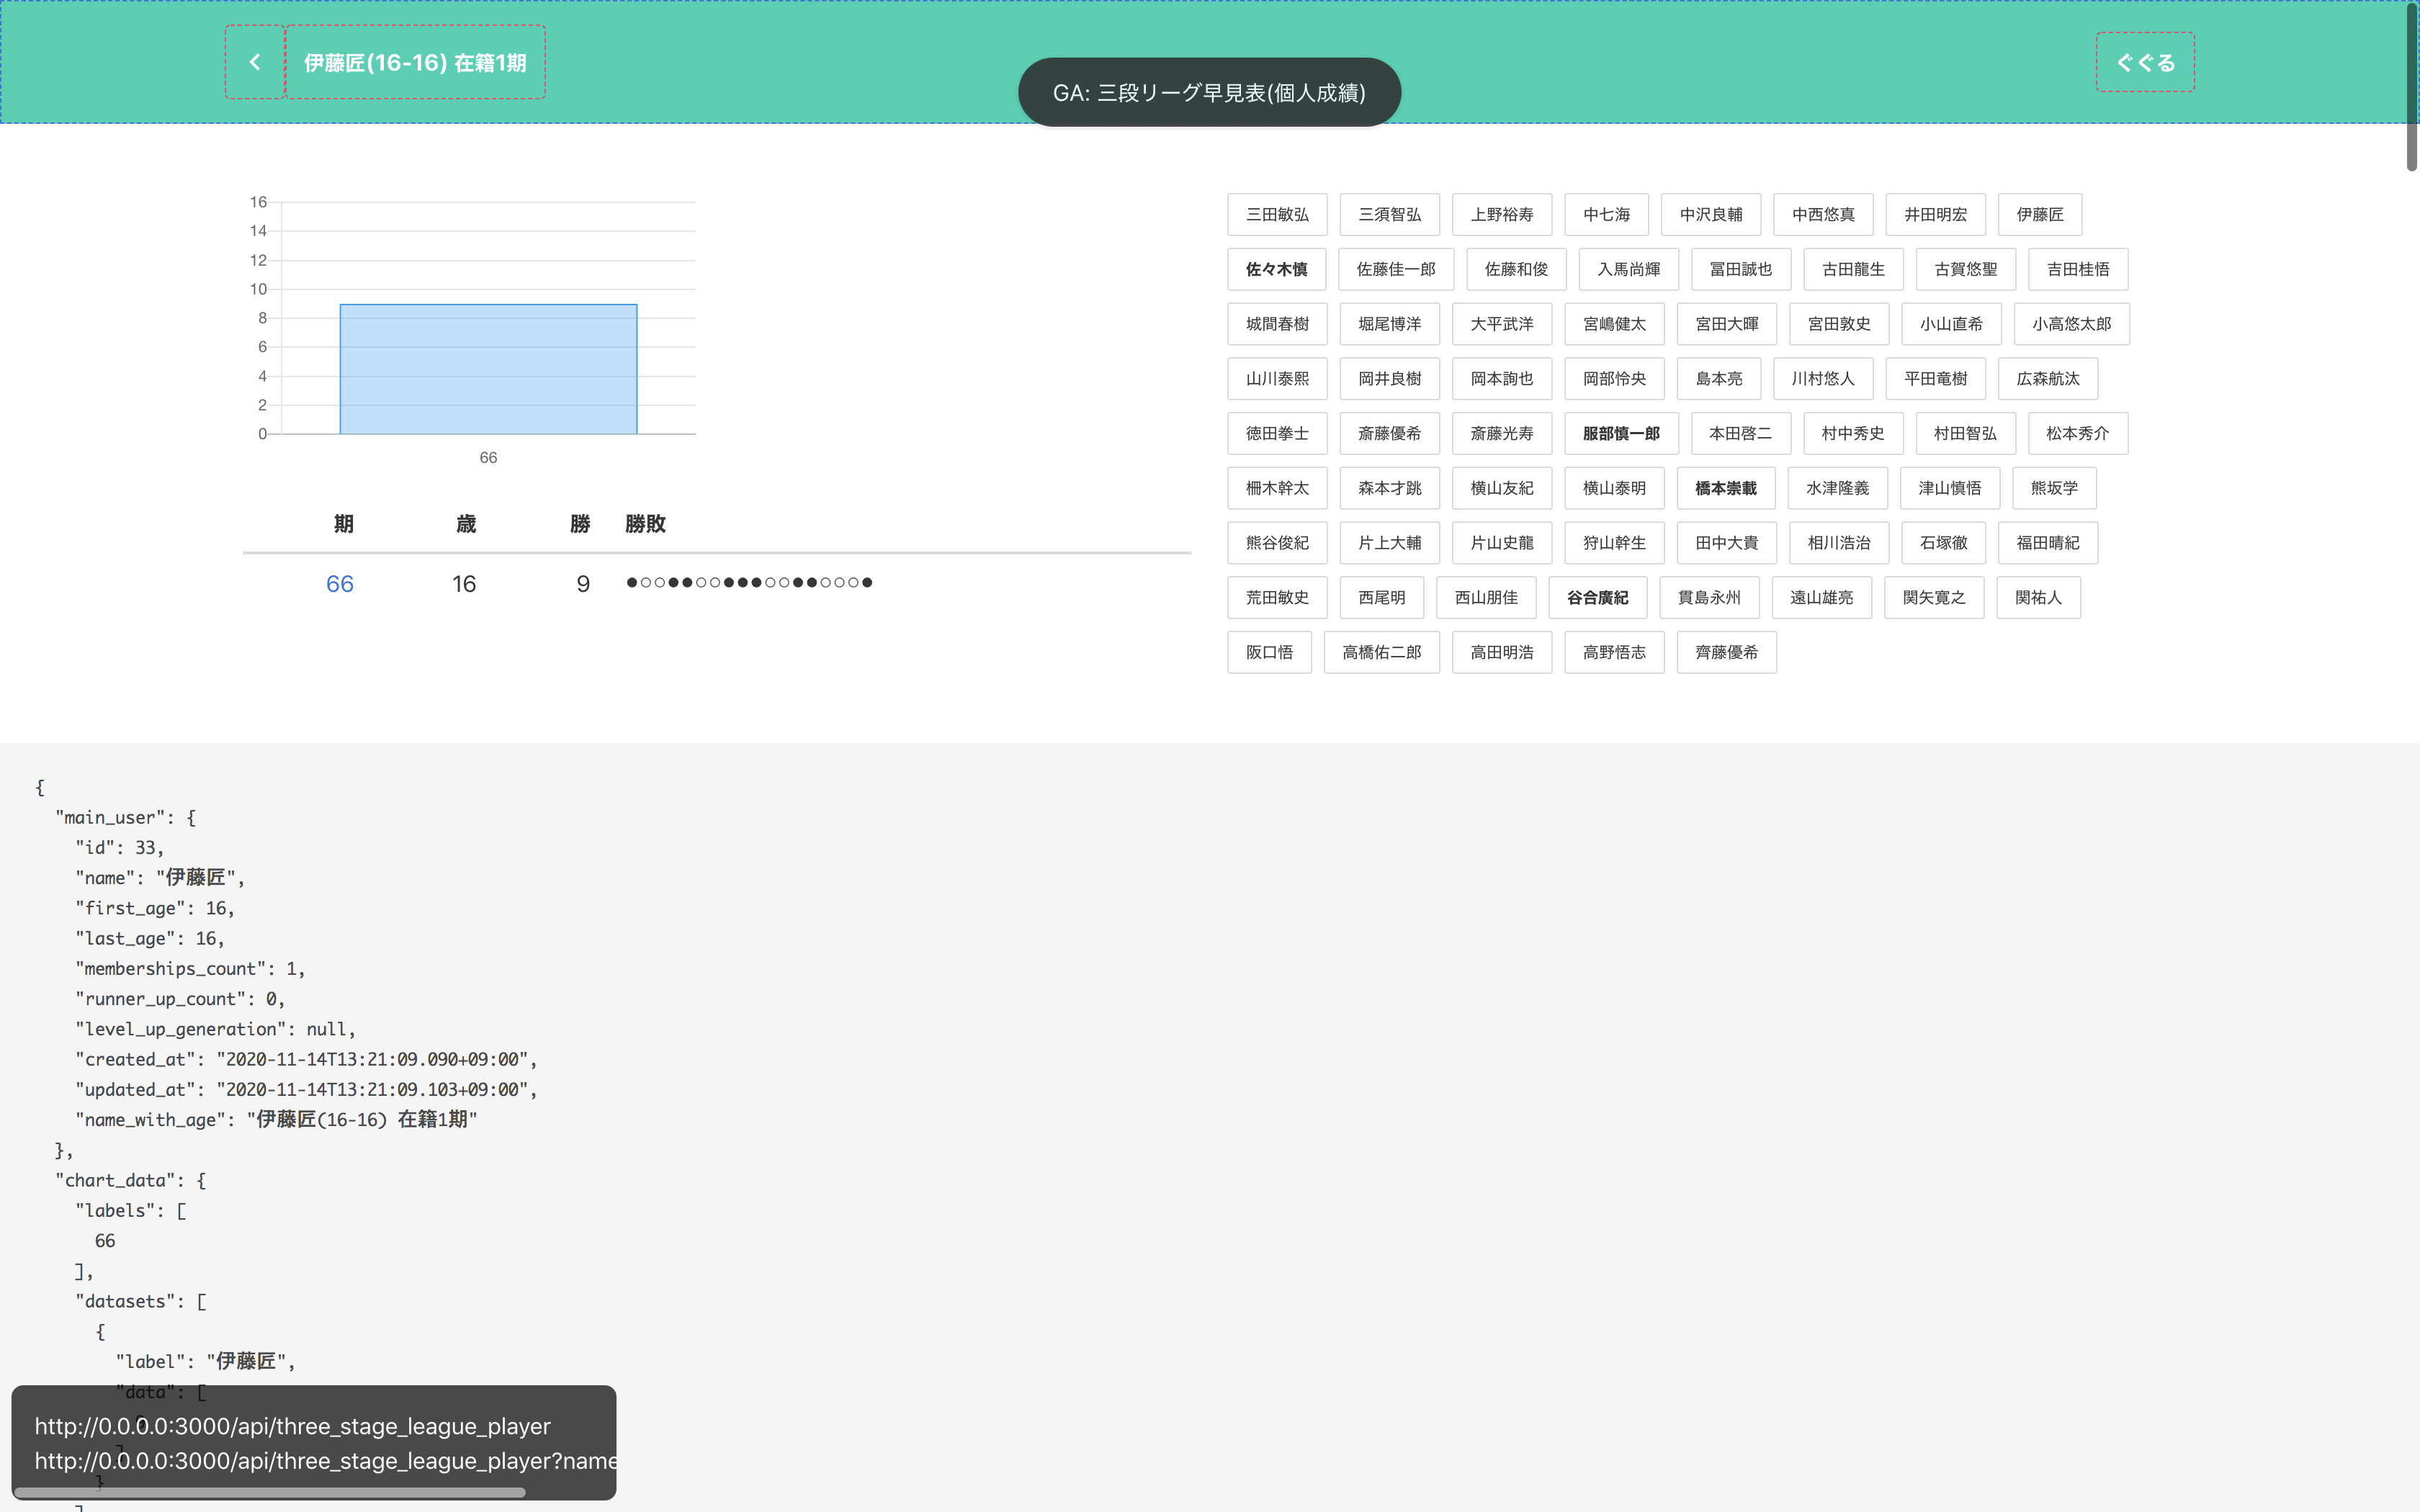 伊藤匠(16-16) 在籍1期
ぐぐる
GA: 三段リーグ早見表(個人成績)
16
14
12
10
8
6
4
2
0
66
期 歳 勝 勝敗
66 16 9 ●○○●●○○●●●○○●●○○○●
三田敏弘 三須智弘 上野裕寿 中七海 中沢良輔 中西悠真 井田明宏 伊藤匠
佐々木慎 佐藤佳一郎 佐藤和俊 入馬尚輝 冨田誠也 古田龍生 古賀悠聖 吉田桂悟
城間春樹 堀尾博洋 大平武洋 宮嶋健太 宮田大暉 宮田敦史 小山直希 小高悠太郎
山川泰熙 岡井良樹 岡本詢也 岡部怜央 島本亮 川村悠人 平田竜樹 広森航汰
徳田拳士 斎藤優希 斎藤光寿 服部慎一郎 本田啓二 村中秀史 村田智弘 松本秀介
柵木幹太 森本才跳 横山友紀 横山泰明 橋本崇載 水津隆義 津山慎悟 熊坂学
熊谷俊紀 片上大輔 片山史龍 狩山幹生 田中大貴 相川浩治 石塚徹 福田晴紀
荒田敏史 西尾明 西山朋佳 谷合廣紀 貫島永州 遠山雄亮 関矢寛之 関祐人
阪口悟 高橋佑二郎 高田明浩 高野悟志 齊藤優希
{
"main_user": {
"id": 33,
"name": "伊藤匠",
"first_age": 16,
"last_age": 16,
"memberships_count": 1,
"runner_up_count": 0,
"level_up_generation": null,
"created_at": "2020-11-14T13:21:09.090+09:00",
"updated_at": "2020-11-14T13:21:09.103+09:00",
"name_with_age": "伊藤匠(16-16) 在籍1期"
},
"chart_data": {
"labels": [
66
],
"datasets": [
{
"label": "伊藤匠",
"data": [
http://0.0.0.0:3000/api/three_stage_league_player
]
http://0.0.0.0:3000/api/three_stage_league_player?name
}
]